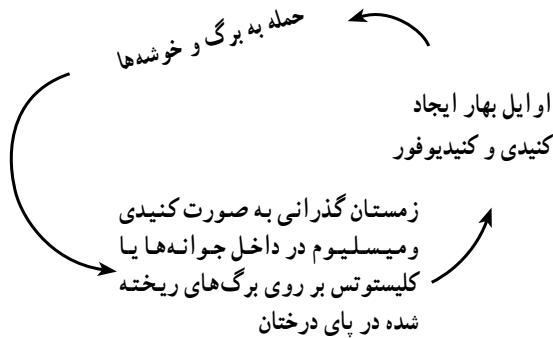 حمله به برگ و خوشه‌ها
اوایل بهار ایجاد
کنیدی و کنیدیوفور
زمستان گذرانی به صورت کنیدی
ومیسلیوم در داخل جوانه‌ها یا
کلیستوتس بر روی برگ‌های ریخته
شده در پای درختان